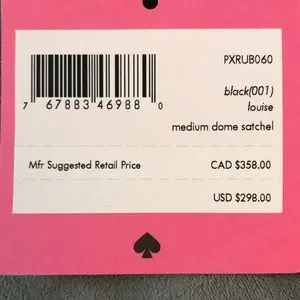 PXRUB060
7 67883 46988 0
black(001)
louise
medium dome satchel
Mfr Suggested Retail Price CAD $358.00
USD $298.00